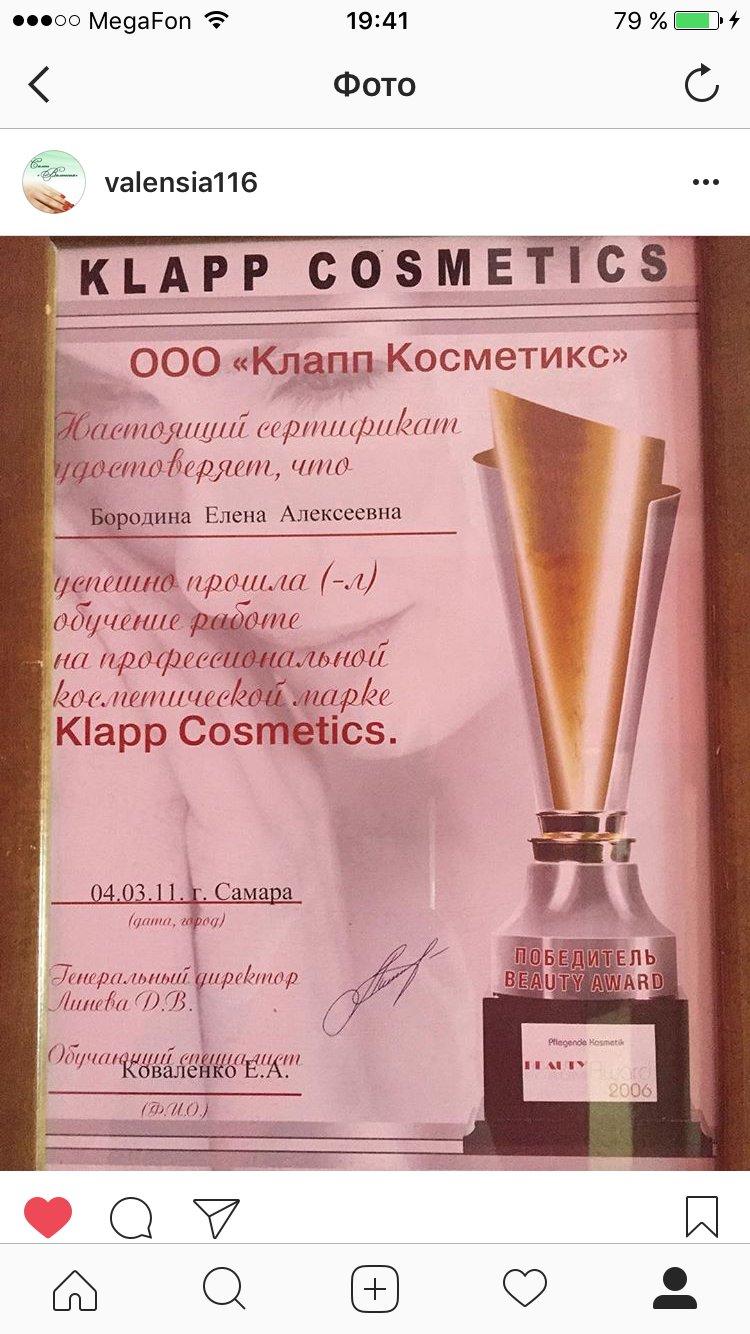 MegaFon
19:41
79 %
Фото
valensia116
KLAPP COSMETICS
ООО «Клапп Косметикс»
Настоящий сертификат
удостоверяет, что
Бородина Елена Алексеевна
успешно прошла (-л)
обучение работе
на профессиональной
косметической марке
Klapp Cosmetics.
04.03.11. г. Самара
(дата, город)
Генеральный директор
Линева Д.В.
Обучающий специалист
Коваленко Е.А.
(Ф.И.О.)
ПОБЕДИТЕЛЬ
BEAUTY AWARD
Pflegende Kosmetik
BEAUTY Award
2006